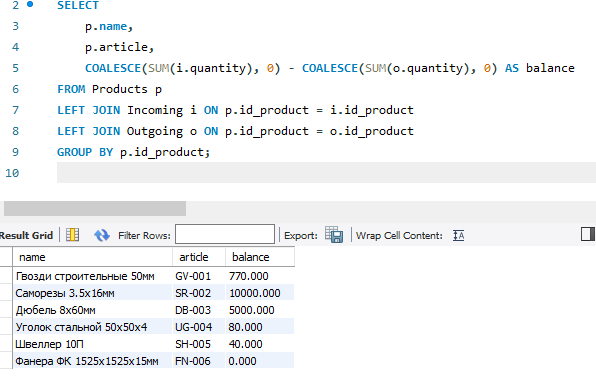 2 SELECT
3 p.name,
4 p.article,
5 COALESCE(SUM(i.quantity), 0) - COALESCE(SUM(o.quantity), 0) AS balance
6 FROM Products p
7 LEFT JOIN Incoming i ON p.id_product = i.id_product
8 LEFT JOIN Outgoing o ON p.id_product = o.id_product
9 GROUP BY p.id_product;
10
Result Grid Filter Rows: Export: Wrap Cell Content:
name article balance
Гвозди строительные 50мм GV-001 770.000
Саморезы 3.5х16мм SR-002 10000.000
Дюбель 8х60мм DB-003 5000.000
Уголок стальной 50х50х4 UG-004 80.000
Швеллер 10П SH-005 40.000
Фанера ФК 1525х1525х15мм FN-006 0.000